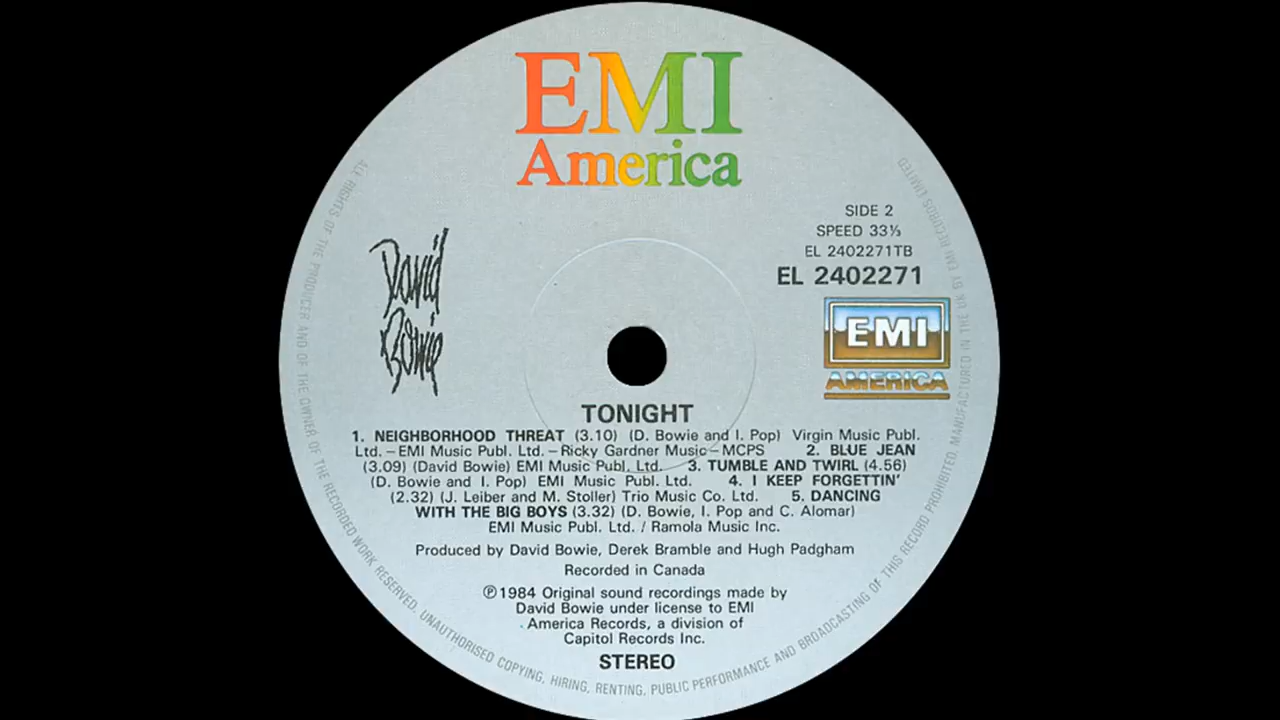 EMI
America
SIDE 2
SPEED 33⅓
EL 2402271TB
EL 2402271
EMI
AMERICA
David
Bowie
TONIGHT
1. NEIGHBORHOOD THREAT (3.10) (D. Bowie and I. Pop) Virgin Music Publ.
Ltd.–EMI Music Publ. Ltd.–Ricky Gardner Music–MCPS 2. BLUE JEAN
(3.09) (David Bowie) EMI Music Publ. Ltd. 3. TUMBLE AND TWIRL (4.56)
(D. Bowie and I. Pop) EMI Music Publ. Ltd. 4. I KEEP FORGETTIN'
(2.32) (J. Leiber and M. Stoller) Trio Music Co. Ltd. 5. DANCING
WITH THE BIG BOYS (3.32) (D. Bowie, I. Pop and C. Alomar)
EMI Music Publ. Ltd. / Ramola Music Inc.
Produced by David Bowie, Derek Bramble and Hugh Padgham
Recorded in Canada
℗1984 Original sound recordings made by
David Bowie under license to EMI
America Records, a division of
Capitol Records Inc.
STEREO
ALL RIGHTS OF THE PRODUCER AND OF THE OWNER OF THE RECORDED WORK RESERVED. UNAUTHORISED COPYING, HIRING, RENTING, PUBLIC PERFORMANCE AND BROADCASTING OF THIS RECORD PROHIBITED. MANUFACTURED IN THE UK BY EMI RECORDS LIMITED